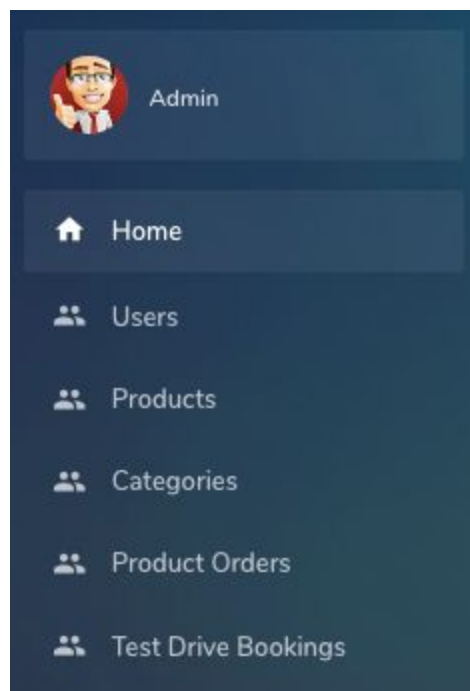 Admin
Home
Users
Products
Categories
Product Orders
Test Drive Bookings